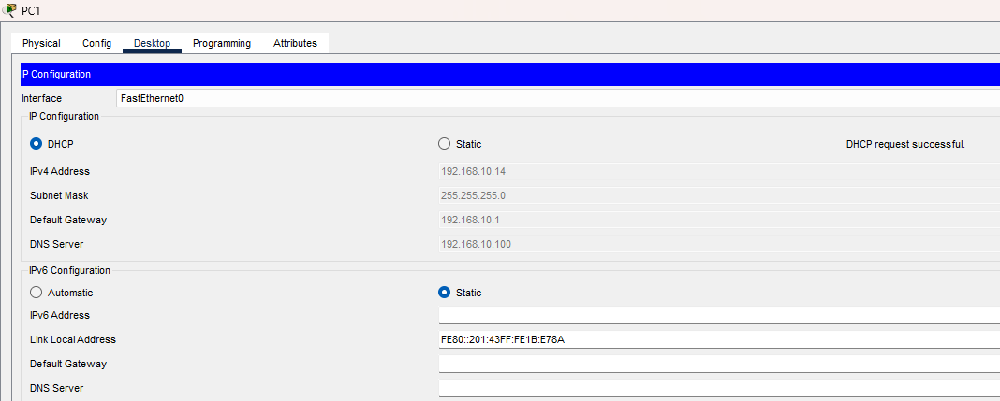 PC1
Physical Config Desktop Programming Attributes
IP Configuration
Interface FastEthernet0
IP Configuration
DHCP Static DHCP request successful.
IPv4 Address 192.168.10.14
Subnet Mask 255.255.255.0
Default Gateway 192.168.10.1
DNS Server 192.168.10.100
IPv6 Configuration
Automatic Static
IPv6 Address
Link Local Address FE80::201:43FF:FE1B:E78A
Default Gateway
DNS Server